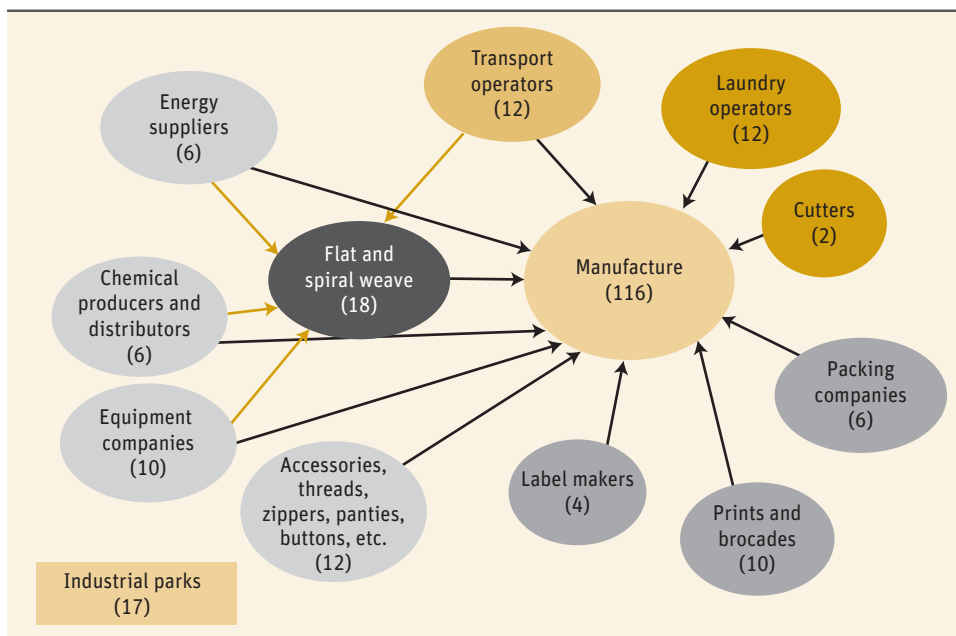 Transport
operators
(12)
Laundry
operators
(12)
Energy
suppliers
(6)
Cutters
(2)
Flat and
spiral weave
(18)
Manufacture
(116)
Chemical
producers and
distributors
(6)
Packing
companies
(6)
Equipment
companies
(10)
Accessories,
threads,
zippers, panties,
buttons, etc.
(12)
Label makers
(4)
Prints and
brocades
(10)
Industrial parks
(17)